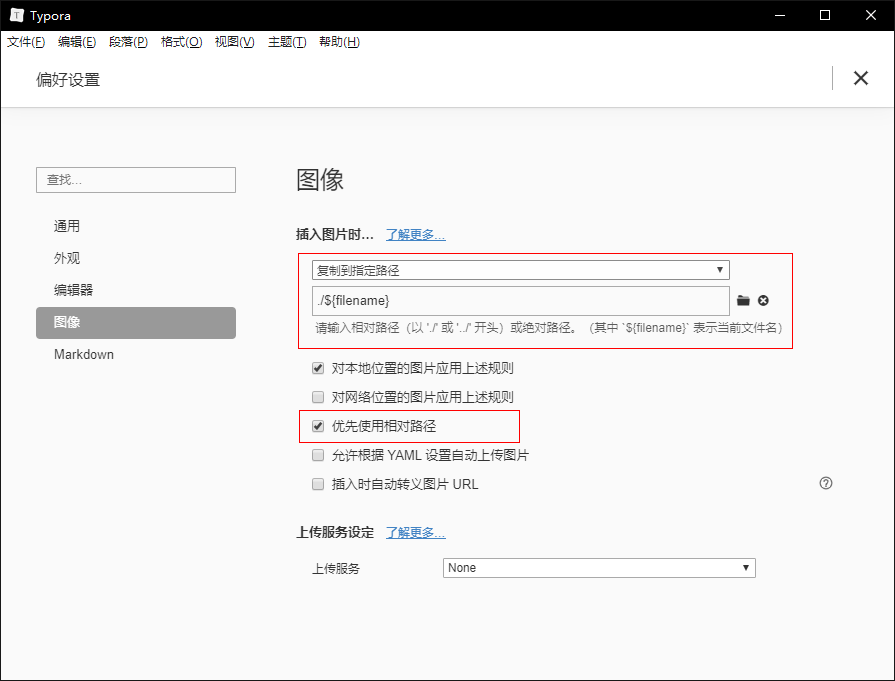 Typora
文件(F) 编辑(E) 段落(P) 格式(O) 视图(V) 主题(T) 帮助(H)
偏好设置
查找...
通用
外观
编辑器
图像
Markdown
图像
插入图片时... 了解更多...
复制到指定路径
./${filename}
请输入相对路径（以 './' 或 '../' 开头）或绝对路径。（其中 `${filename}` 表示当前文件名）
对本地位置的图片应用上述规则
对网络位置的图片应用上述规则
优先使用相对路径
允许根据 YAML 设置自动上传图片
插入时自动转义图片 URL
上传服务设定 了解更多...
上传服务 None